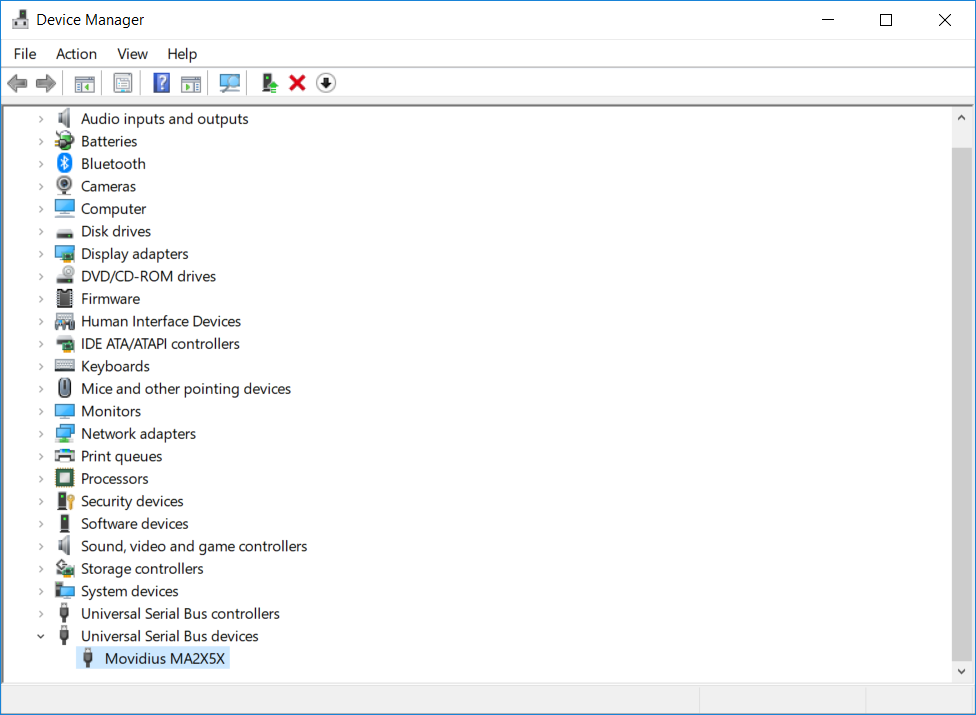 Device Manager
File Action View Help
Audio inputs and outputs
Batteries
Bluetooth
Cameras
Computer
Disk drives
Display adapters
DVD/CD-ROM drives
Firmware
Human Interface Devices
IDE ATA/ATAPI controllers
Keyboards
Mice and other pointing devices
Monitors
Network adapters
Print queues
Processors
Security devices
Software devices
Sound, video and game controllers
Storage controllers
System devices
Universal Serial Bus controllers
Universal Serial Bus devices
Movidius MA2X5X